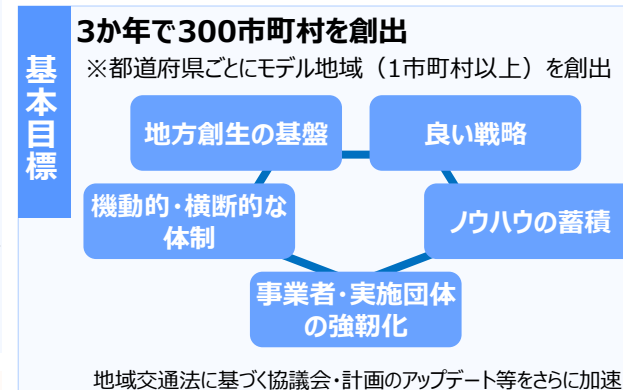 基本目標
3か年で300市町村を創出
※都道府県ごとにモデル地域（1市町村以上）を創出
地方創生の基盤
良い戦略
機動的・横断的な
体制
ノウハウの蓄積
事業者・実施団体
の強靭化
地域交通法に基づく協議会・計画のアップデート等をさらに加速